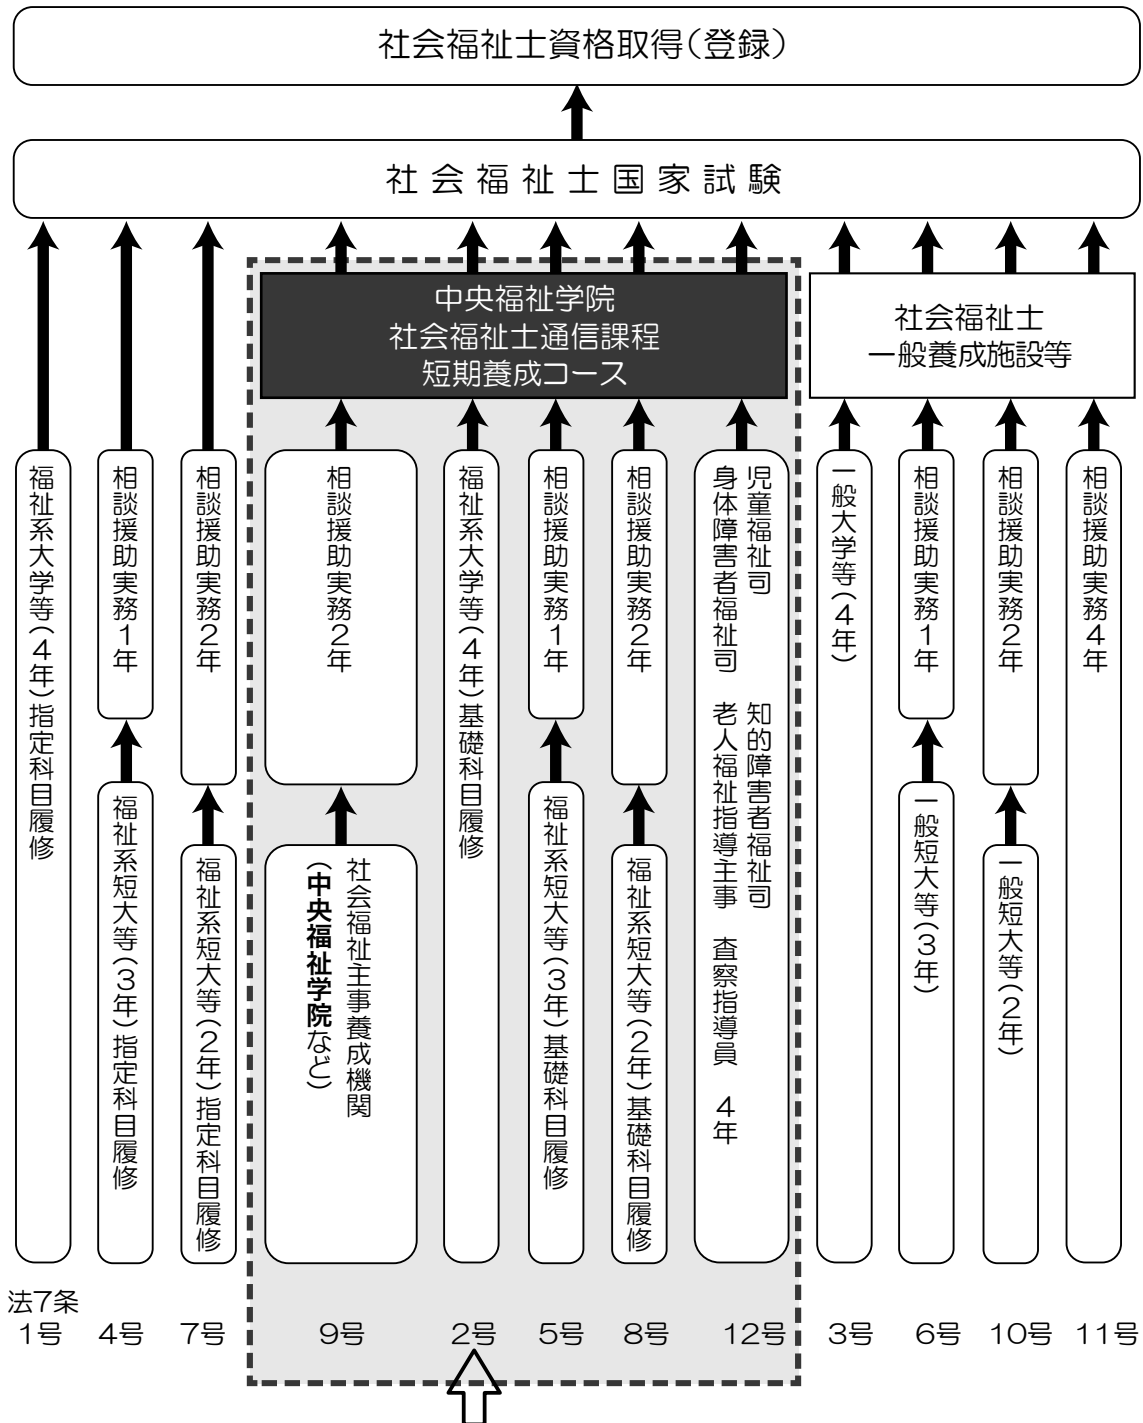 社会福祉士資格取得(登録)
社会福祉士国家試験
中央福祉学院
社会福祉士通信課程
短期養成コース
社会福祉士
一般養成施設等
福祉系大学等(4年)指定科目履修
相談援助実務1年
福祉系短大等(3年)指定科目履修
相談援助実務2年
福祉系短大等(2年)指定科目履修
相談援助実務2年
社会福祉主事養成機関
(中央福祉学院など)
福祉系大学等(4年)基礎科目履修
相談援助実務1年
福祉系短大等(3年)基礎科目履修
相談援助実務2年
福祉系短大等(2年)基礎科目履修
児童福祉司 知的障害者福祉司
身体障害者福祉司 老人福祉指導主事 査察指導員 4年
一般大学等(4年)
相談援助実務1年
一般短大等(3年)
相談援助実務2年
一般短大等(2年)
相談援助実務4年
法7条
1号 4号 7号 9号 2号 5号 8号 12号 3号 6号 10号 11号